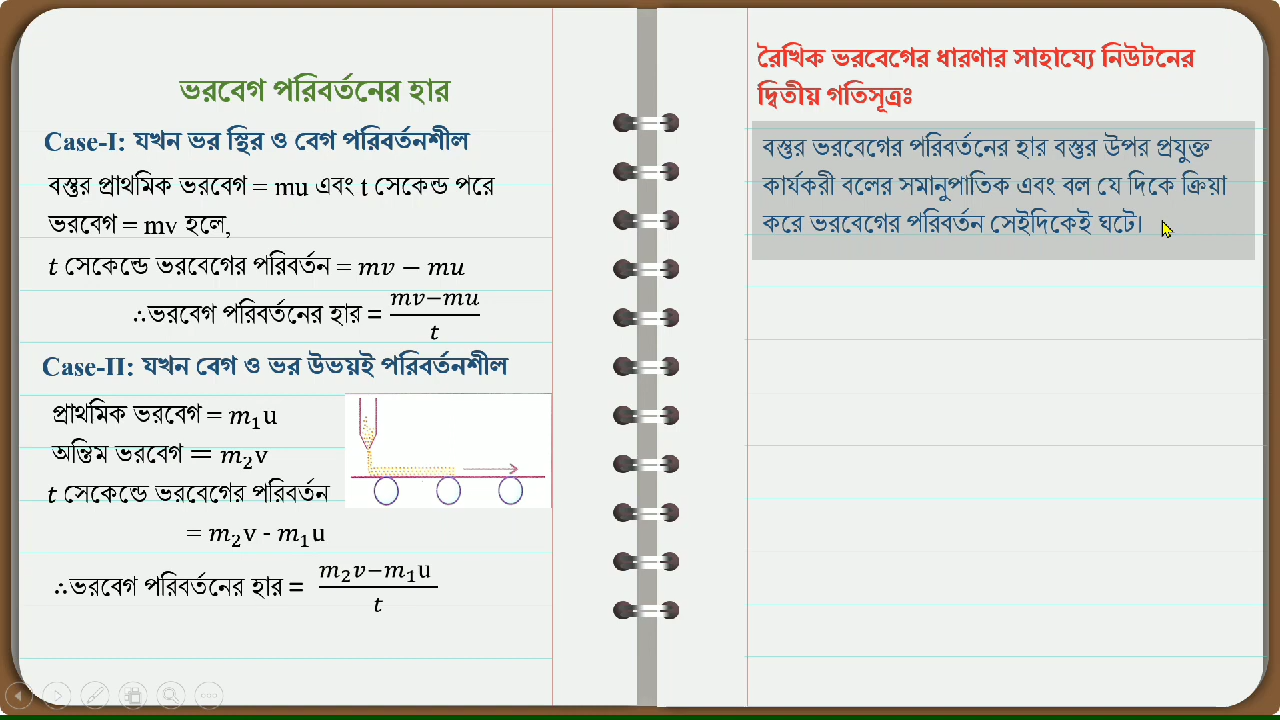 ভরবেগ পরিবর্তনের হার
Case-I: যখন ভর স্থির ও বেগ পরিবর্তনশীল
বস্তুর প্রাথমিক ভরবেগ = mu এবং t সেকেন্ড পরে
ভরবেগ = mv হলে,
t সেকেন্ডে ভরবেগের পরিবর্তন = mv − mu
∴ভরবেগ পরিবর্তনের হার = (mv−mu)/t
Case-II: যখন বেগ ও ভর উভয়ই পরিবর্তনশীল
প্রাথমিক ভরবেগ = m₁u
অন্তিম ভরবেগ = m₂v
t সেকেন্ডে ভরবেগের পরিবর্তন
= m₂v - m₁u
∴ভরবেগ পরিবর্তনের হার = (m₂v−m₁u)/t
রৈখিক ভরবেগের ধারণার সাহায্যে নিউটনের
দ্বিতীয় গতিসূত্রঃ
বস্তুর ভরবেগের পরিবর্তনের হার বস্তুর উপর প্রযুক্ত
কার্যকরী বলের সমানুপাতিক এবং বল যে দিকে ক্রিয়া
করে ভরবেগের পরিবর্তন সেইদিকেই ঘটে।